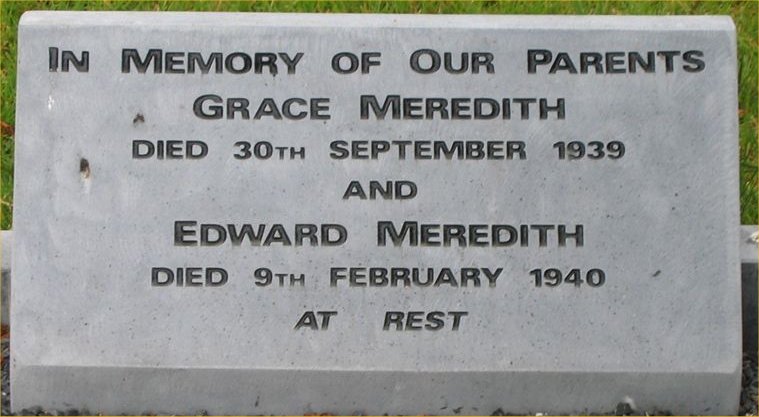 IN MEMORY OF OUR PARENTS
GRACE MEREDITH
DIED 30TH SEPTEMBER 1939
AND
EDWARD MEREDITH
DIED 9TH FEBRUARY 1940
AT REST